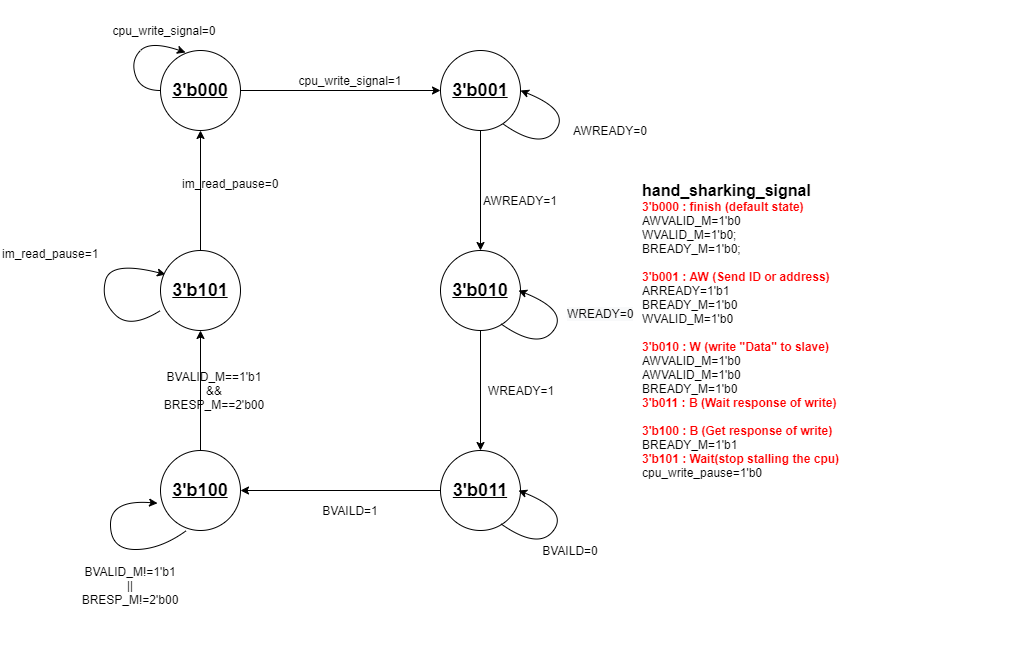 cpu_write_signal=0
3'b000
cpu_write_signal=1
3'b001
AWREADY=0
im_read_pause=0
AWREADY=1
im_read_pause=1
3'b101
3'b010
WREADY=0
BVALID_M==1'b1
&&
BRESP_M==2'b00
WREADY=1
3'b100
BVAILD=1
3'b011
BVAILD=0
BVALID_M!=1'b1
||
BRESP_M!=2'b00
hand_sharking_signal
3'b000 : finish (default state)
AWVALID_M=1'b0
WVALID_M=1'b0;
BREADY_M=1'b0;
3'b001 : AW (Send ID or address)
ARREADY=1'b1
BREADY_M=1'b0
WVALID_M=1'b0
3'b010 : W (write "Data" to slave)
AWVALID_M=1'b0
AWVALID_M=1'b0
BREADY_M=1'b0
3'b011 : B (Wait response of write)
3'b100 : B (Get response of write)
BREADY_M=1'b1
3'b101 : Wait(stop stalling the cpu)
cpu_write_pause=1'b0